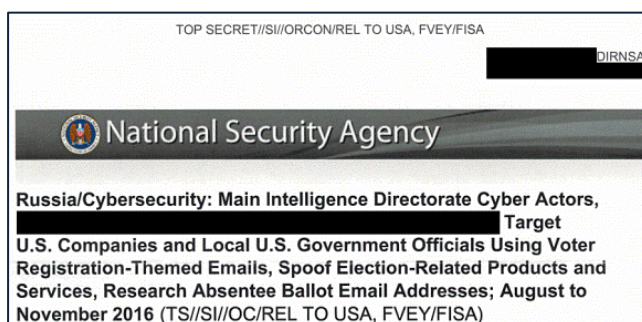 TOP SECRET//SI//ORCON/REL TO USA, FVEY/FISA
DIRNSA
National Security Agency
Russia/Cybersecurity: Main Intelligence Directorate Cyber Actors,
Target
U.S. Companies and Local U.S. Government Officials Using Voter
Registration-Themed Emails, Spoof Election-Related Products and
Services, Research Absentee Ballot Email Addresses; August to
November 2016 (TS//SI//OC/REL TO USA, FVEY/FISA)